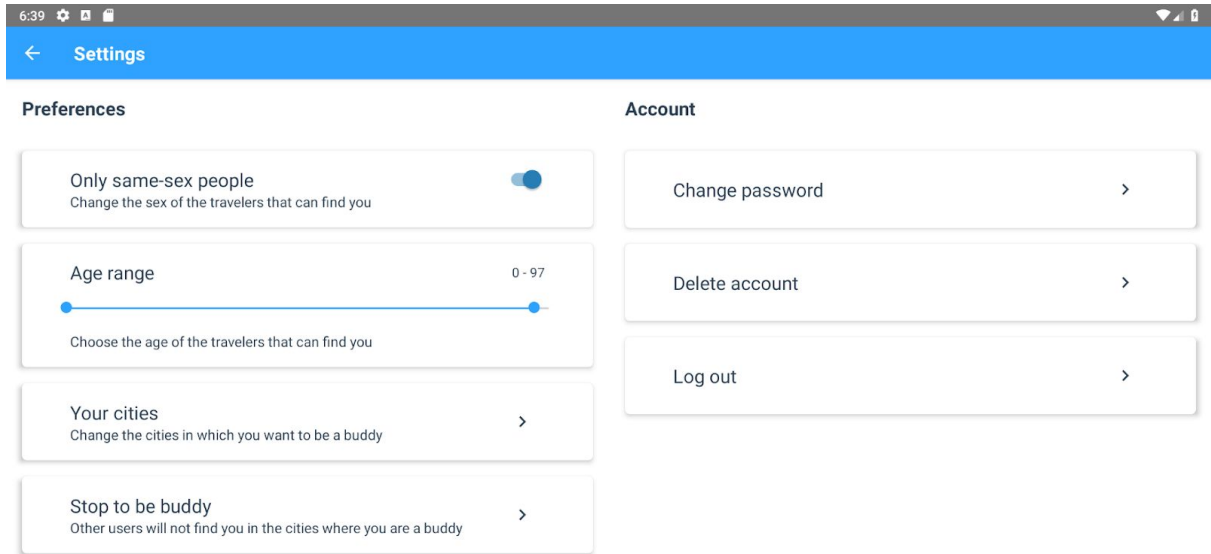 6:39
Settings
Preferences
Only same-sex people
Change the sex of the travelers that can find you
Age range
0 - 97
Choose the age of the travelers that can find you
Your cities
Change the cities in which you want to be a buddy
Stop to be buddy
Other users will not find you in the cities where you are a buddy
Account
Change password
Delete account
Log out